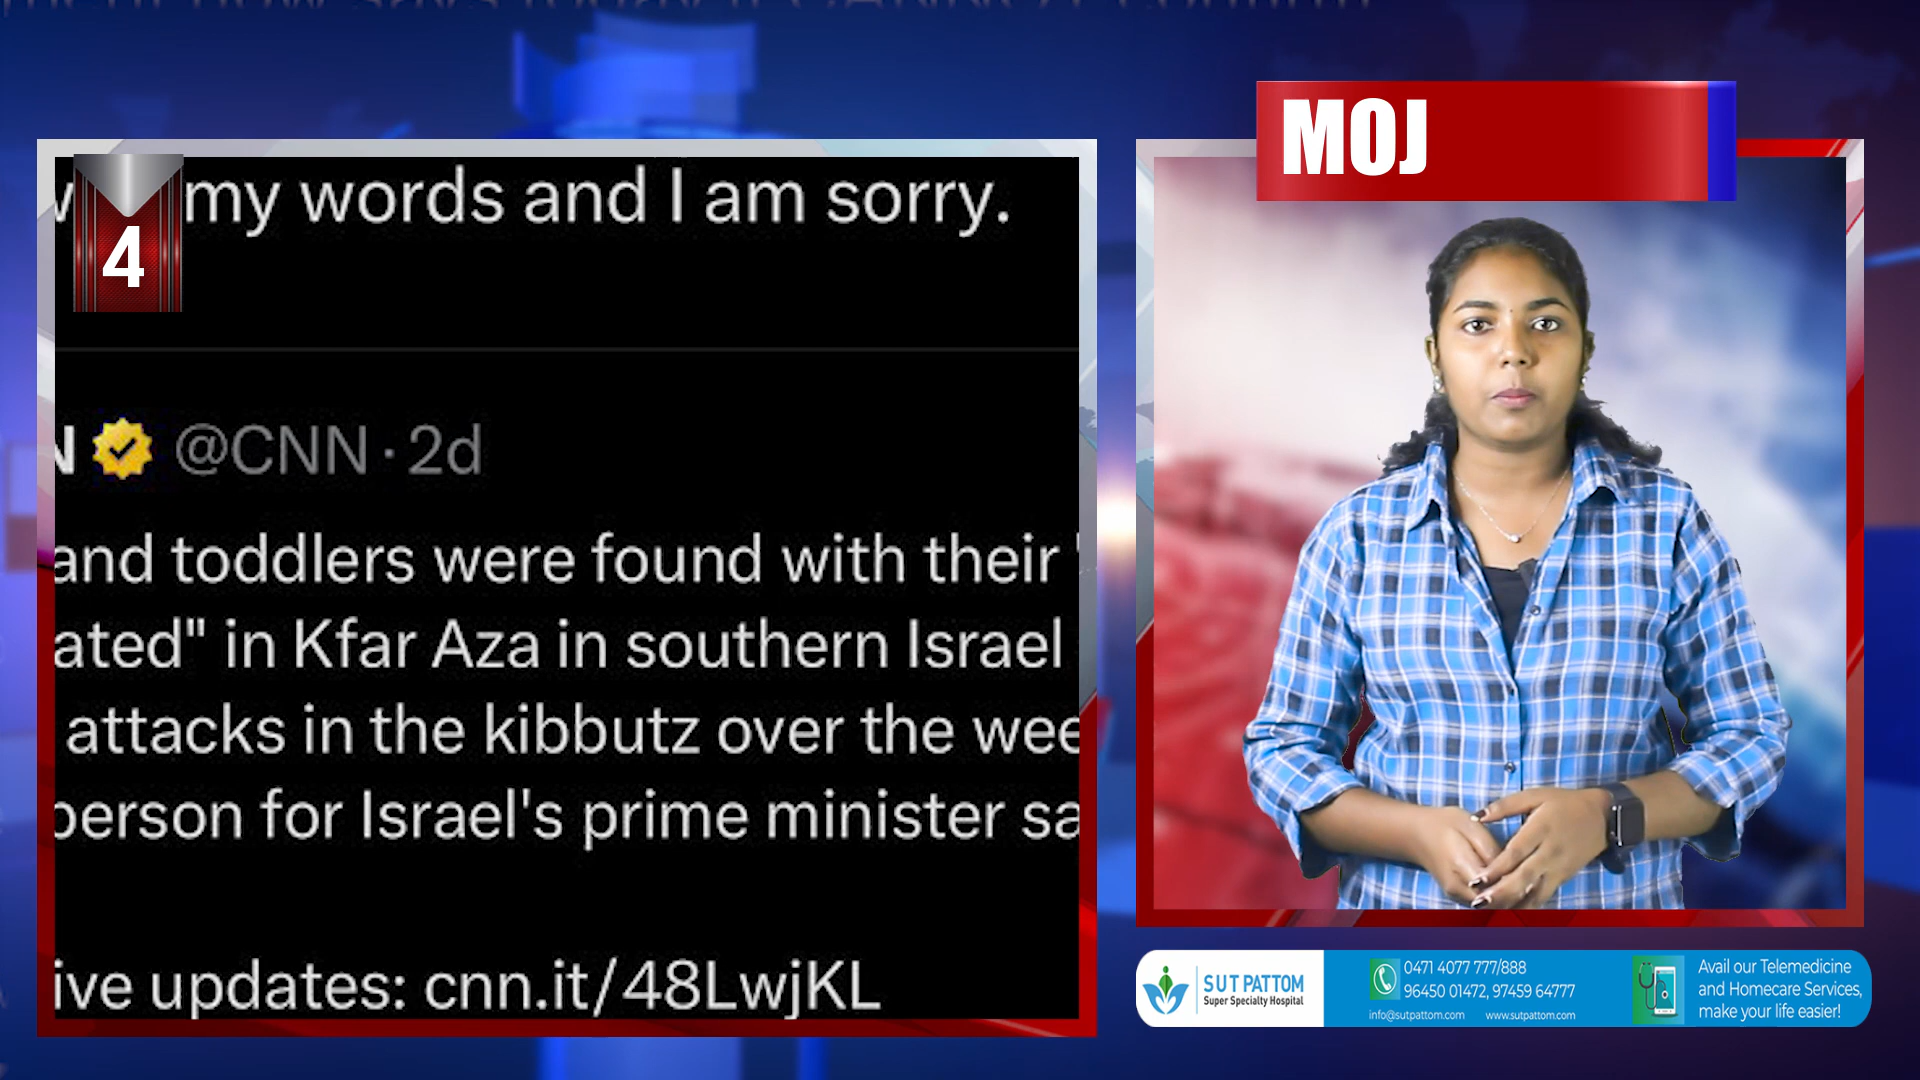 MOJ
4
my words and I am sorry.
@CNN · 2d
and toddlers were found with their
ated" in Kfar Aza in southern Israel
attacks in the kibbutz over the wee
person for Israel's prime minister sa
ive updates: cnn.it/48LwjKL
SUT PATTOM
Super Specialty Hospital
0471 4077 777/888
96450 01472, 97459 64777
info@sutpattom.com www.sutpattom.com
Avail our Telemedicine
and Homecare Services,
make your life easier!